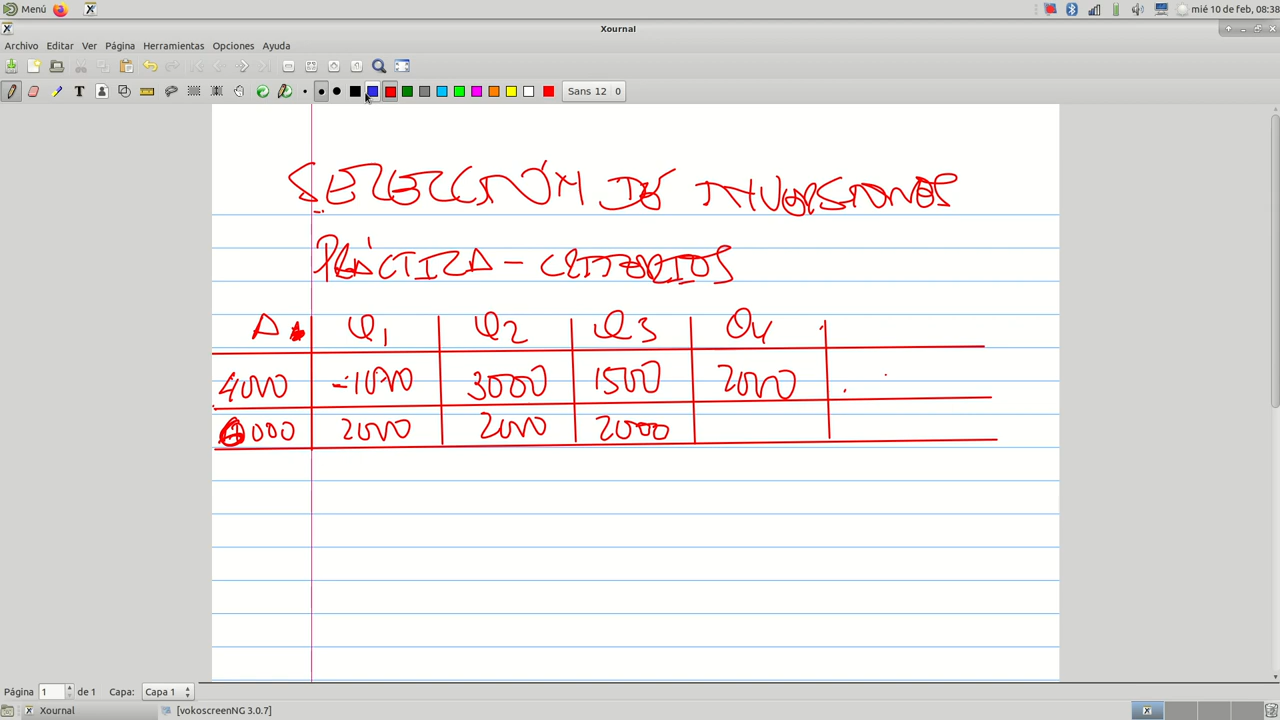 Menú mié 10 de feb, 08:38
Xournal
Archivo Editar Ver Página Herramientas Opciones Ayuda
T Sans 12 0
SELECCIÓN DE INVERSIONES
PRÁCTICA - CRITERIOS
A Q1 Q2 Q3 Q4
4000 -1000 3000 1500 2000
000 2000 2000 2000
Página 1 de 1 Capa: Capa 1
Xournal [vokoscreenNG 3.0.7]